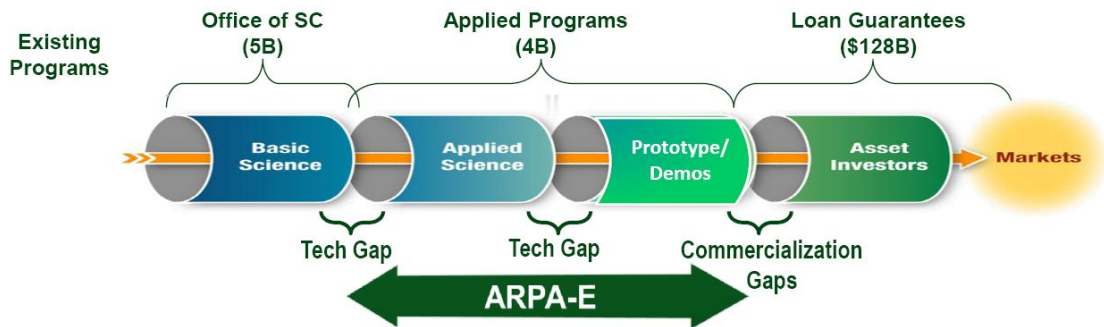 Existing
Programs
Office of SC
(5B)
Applied Programs
(4B)
Loan Guarantees
($128B)
Basic
Science
Applied
Science
Prototype/
Demos
Asset
Investors
Markets
Tech Gap
Tech Gap
Commercialization
Gaps
ARPA-E